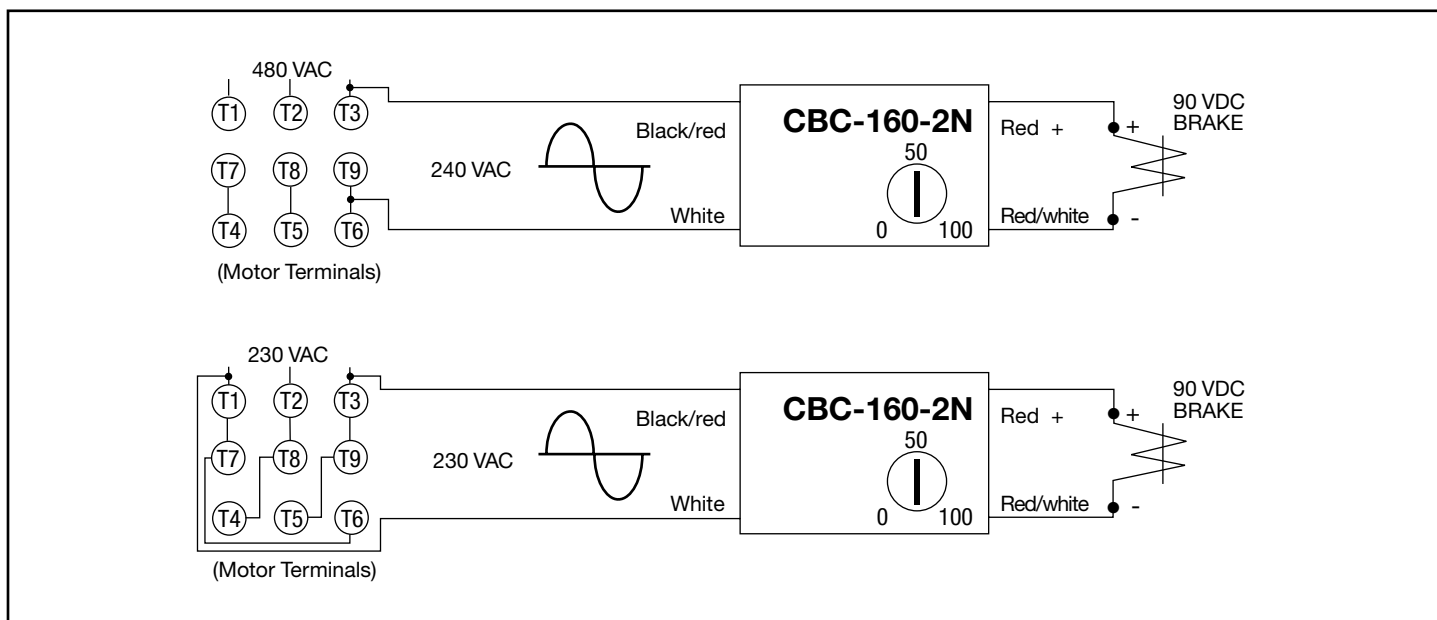 480 VAC
T1 T2 T3
T7 T8 T9
T4 T5 T6
(Motor Terminals)
240 VAC
Black/red
White
CBC-160-2N
50
0 100
Red +
Red/white
+
-
90 VDC
BRAKE
230 VAC
T1 T2 T3
T7 T8 T9
T4 T5 T6
(Motor Terminals)
230 VAC
Black/red
White
CBC-160-2N
50
0 100
Red +
Red/white
+
-
90 VDC
BRAKE